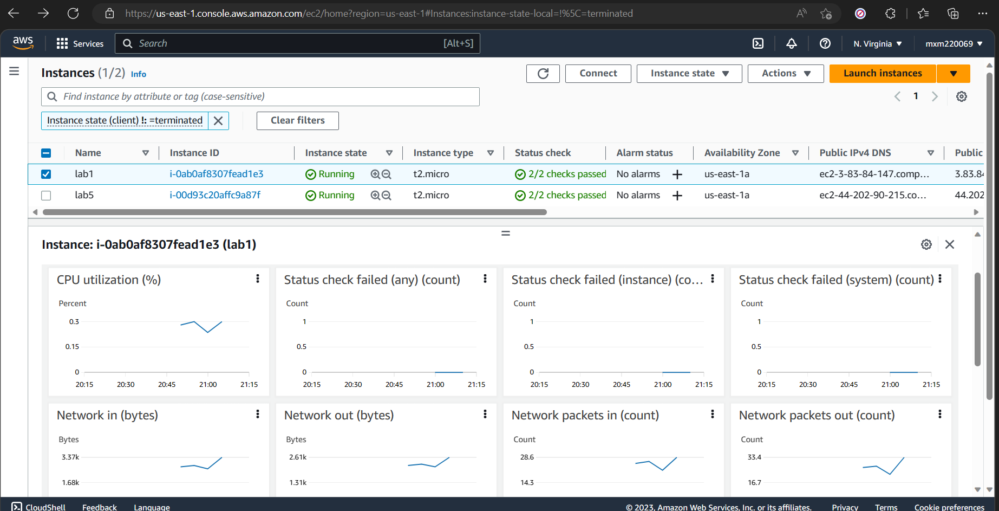 https://us-east-1.console.aws.amazon.com/ec2/home?region=us-east-1#Instances:instance-state-local=!%5C=terminated
aws Services Search [Alt+S] N. Virginia mxm220069
Instances (1/2) Info Connect Instance state Actions Launch instances
Find instance by attribute or tag (case-sensitive) 1
Instance state (client) !: =terminated Clear filters
Name Instance ID Instance state Instance type Status check Alarm status Availability Zone Public IPv4 DNS Public
lab1 i-0ab0af8307fead1e3 Running t2.micro 2/2 checks passed No alarms + us-east-1a ec2-3-83-84-147.comp... 3.83.84
lab5 i-00d93c20affc9a87f Running t2.micro 2/2 checks passed No alarms + us-east-1a ec2-44-202-90-215.co... 44.202
Instance: i-0ab0af8307fead1e3 (lab1)
CPU utilization (%)
Percent
0.3
0.15
0
20:15 20:30 20:45 21:00 21:15
Status check failed (any) (count)
Count
1
0.5
0
20:15 20:30 20:45 21:00 21:15
Status check failed (instance) (co...
Count
1
0.5
0
20:15 20:30 20:45 21:00 21:15
Status check failed (system) (count)
Count
1
0.5
0
20:15 20:30 20:45 21:00 21:15
Network in (bytes)
Bytes
3.37k
1.68k
Network out (bytes)
Bytes
2.61k
1.31k
Network packets in (count)
Count
28.6
14.3
Network packets out (count)
Count
33.4
16.7
CloudShell Feedback Language © 2023, Amazon Web Services, Inc. or its affiliates. Privacy Terms Cookie preferences